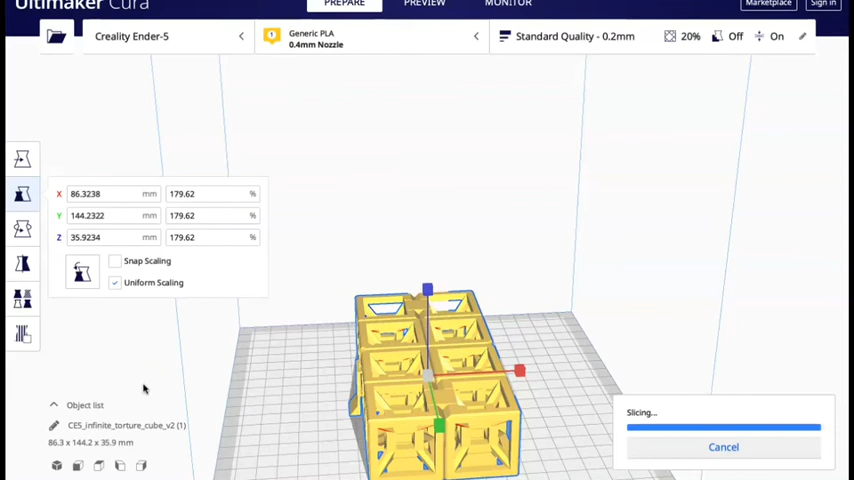 Ultimaker Cura
PREPARE
PREVIEW
MONITOR
Marketplace
Sign in
Creality Ender-5
1
Generic PLA
0.4mm Nozzle
Standard Quality - 0.2mm
20%
Off
On
X 86.3238 mm 179.62 %
Y 144.2322 mm 179.62 %
Z 35.9234 mm 179.62 %
Snap Scaling
Uniform Scaling
Object list
CE5_infinite_torture_cube_v2 (1)
86.3 x 144.2 x 35.9 mm
Slicing...
Cancel